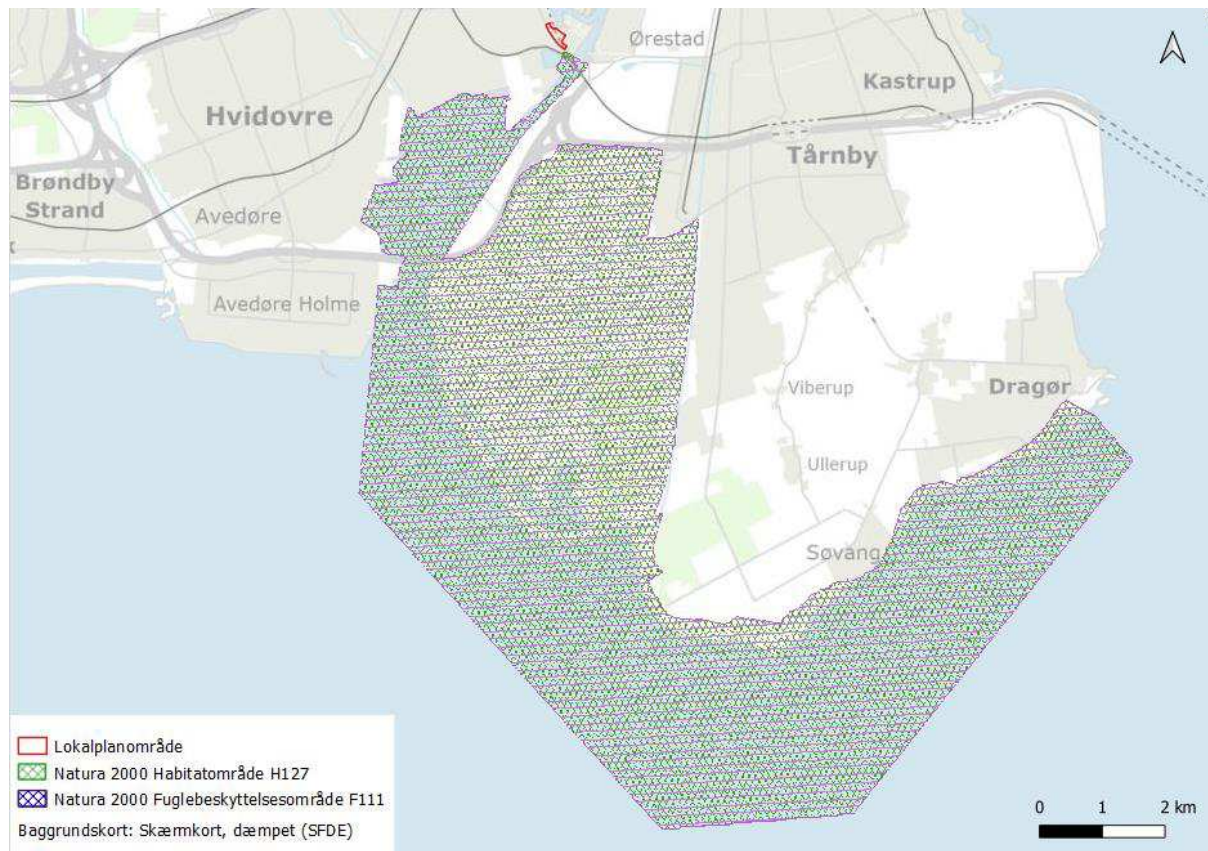 Ørestad
Kastrup
Hvidovre
Tårnby
Brøndby
Strand
Avedøre
k
Avedøre Holme
Viberup
Dragør
Ullerup
Søvang
Lokalplanområde
Natura 2000 Habitatområde H127
Natura 2000 Fuglebeskyttelsesområde F111
Baggrundskort: Skærmkort, dæmpet (SFDE)
0 1 2 km